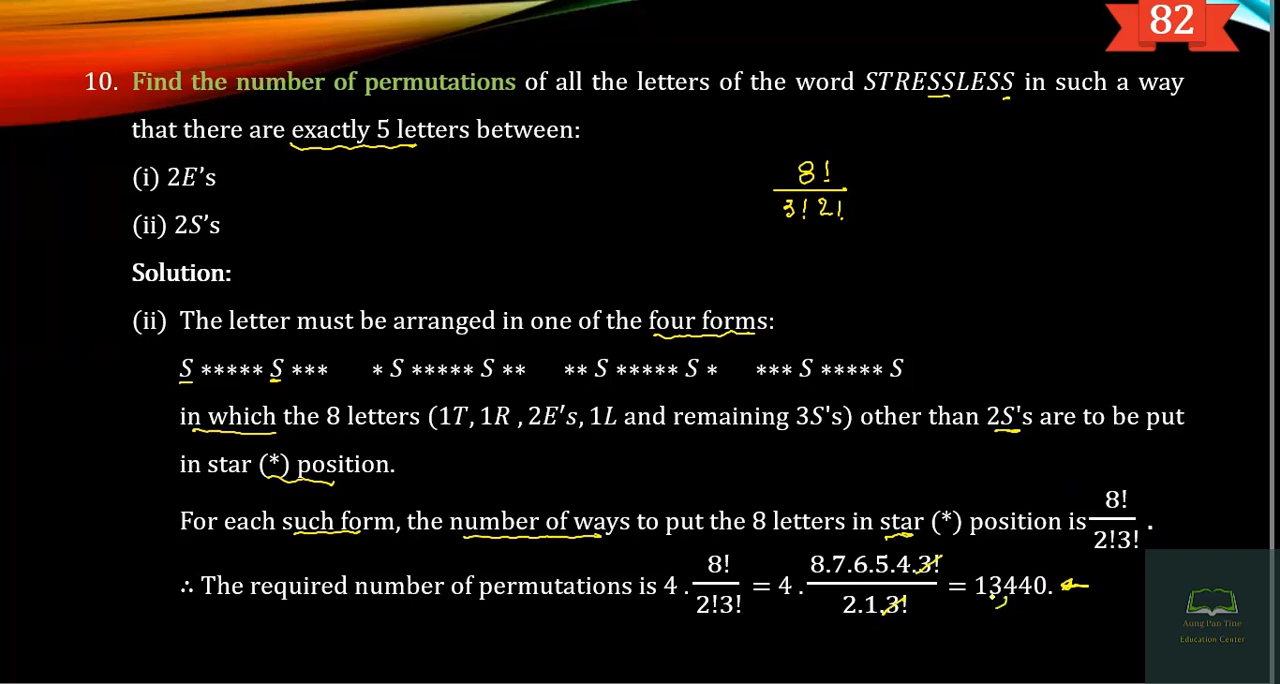 82
10. Find the number of permutations of all the letters of the word STRESSLESS in such a way
that there are exactly 5 letters between:
(i) 2E's
8!
3! 2!
(ii) 2S's
Solution:
(ii) The letter must be arranged in one of the four forms:
S ***** S *** * S ***** S ** ** S ***** S * *** S ***** S
in which the 8 letters (1T, 1R , 2E's, 1L and remaining 3S's) other than 2S's are to be put
in star (*) position.
For each such form, the number of ways to put the 8 letters in star (*) position is 8!/2!3! .
∴ The required number of permutations is 4 . 8!/2!3! = 4 . 8.7.6.5.4.3!/2.1.3! = 13440.
Aung Pan Tine
Education Center